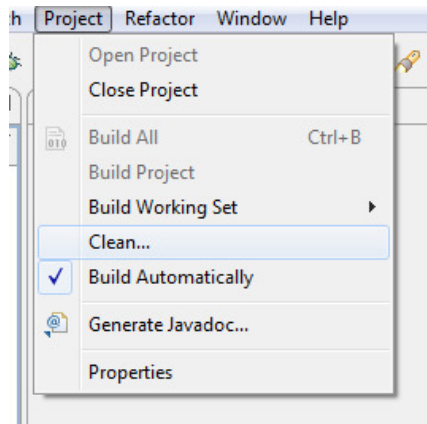 h Project Refactor Window Help
Open Project
Close Project
010 Build All Ctrl+B
Build Project
Build Working Set
Clean...
Build Automatically
@ Generate Javadoc...
Properties